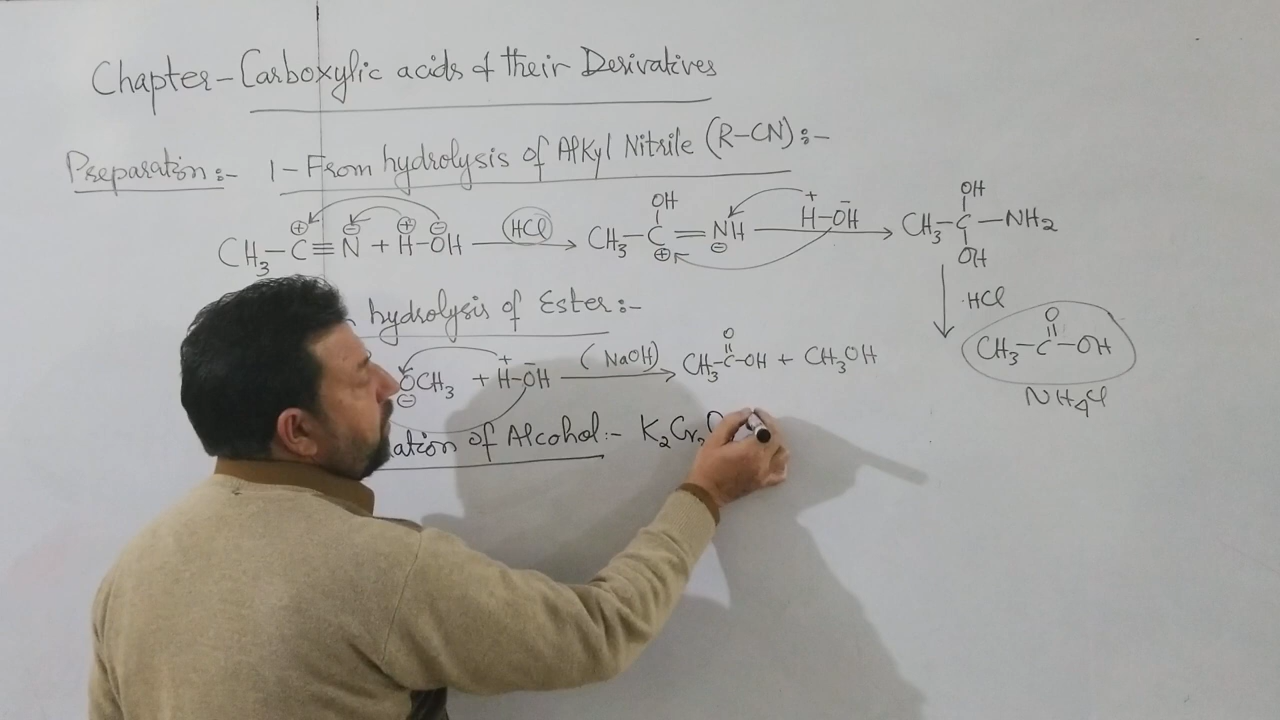 Chapter - Carboxylic acids & their Derivatives
Preparation :- 1 - From hydrolysis of Alkyl Nitrile (R-CN) :-
CH3-C≡N + H-OH HCl CH3-C=NH H-OH CH3-C-NH2
⊕ ⊖ ⊕ ⊖ OH ⊕ ⊖ + - OH OH
HCl
CH3-C-OH
O
NH4Cl
hydrolysis of Ester :-
OCH3 + H-OH (NaOH) CH3-C-OH + CH3OH
⊖ + - O
ation of Alcohol :- K2Cr2